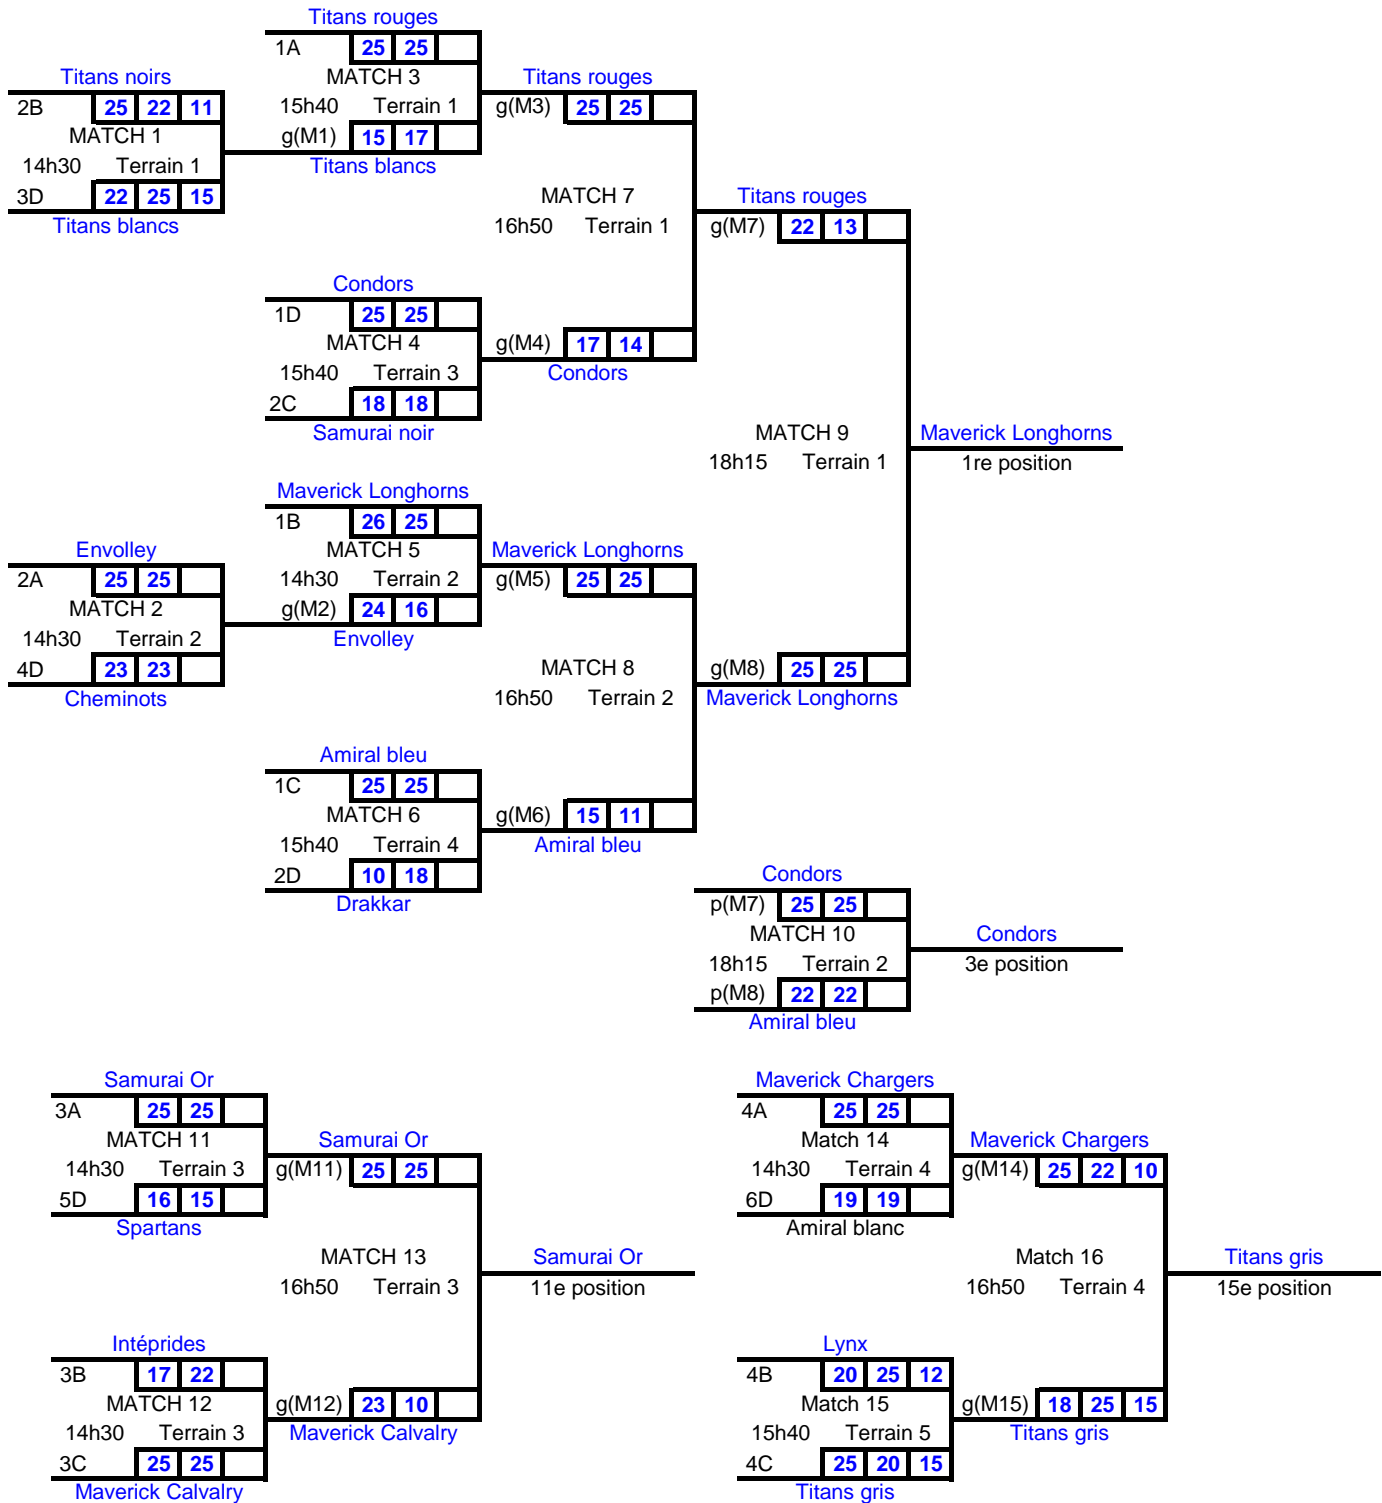 Titans rouges
1A 25 25
Titans noirs MATCH 3 Titans rouges
2B 25 22 11 15h40 Terrain 1 g(M3) 25 25
MATCH 1 g(M1) 15 17
14h30 Terrain 1 Titans blancs
3D 22 25 15 MATCH 7 Titans rouges
Titans blancs 16h50 Terrain 1 g(M7) 22 13
Condors
1D 25 25
MATCH 4 g(M4) 17 14
15h40 Terrain 3 Condors
2C 18 18
Samurai noir MATCH 9 Maverick Longhorns
18h15 Terrain 1 1re position
Maverick Longhorns
1B 26 25
Envolley MATCH 5 Maverick Longhorns
2A 25 25 14h30 Terrain 2 g(M5) 25 25
MATCH 2 g(M2) 24 16
14h30 Terrain 2 Envolley
4D 23 23 MATCH 8 g(M8) 25 25
Cheminots 16h50 Terrain 2 Maverick Longhorns
Amiral bleu
1C 25 25
MATCH 6 g(M6) 15 11
15h40 Terrain 4 Amiral bleu
2D 10 18 Condors
Drakkar p(M7) 25 25
MATCH 10 Condors
18h15 Terrain 2 3e position
p(M8) 22 22
Amiral bleu
Samurai Or Maverick Chargers
3A 25 25 4A 25 25
MATCH 11 Samurai Or Match 14 Maverick Chargers
14h30 Terrain 3 g(M11) 25 25 14h30 Terrain 4 g(M14) 25 22 10
5D 16 15 6D 19 19
Spartans Amiral blanc
MATCH 13 Samurai Or Match 16 Titans gris
16h50 Terrain 3 11e position 16h50 Terrain 4 15e position
Intéprides Lynx
3B 17 22 4B 20 25 12
MATCH 12 g(M12) 23 10 Match 15 g(M15) 18 25 15
14h30 Terrain 3 Maverick Calvalry 15h40 Terrain 5 Titans gris
3C 25 25 4C 25 20 15
Maverick Calvalry Titans gris